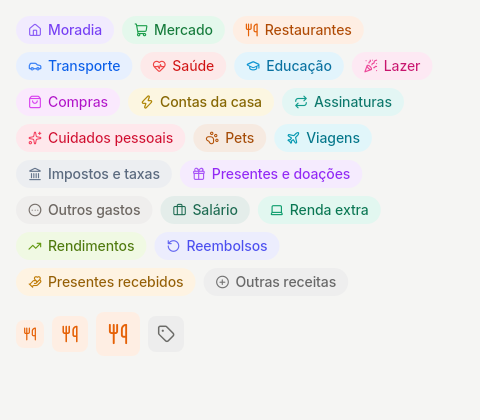 Moradia Mercado Restaurantes
Transporte Saúde Educação Lazer
Compras Contas da casa Assinaturas
Cuidados pessoais Pets Viagens
Impostos e taxas Presentes e doações
Outros gastos Salário Renda extra
Rendimentos Reembolsos
Presentes recebidos Outras receitas